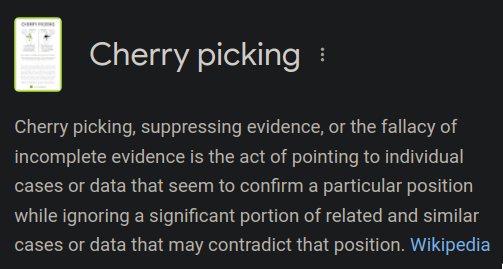 CHERRY PICKING
Cherry picking
Cherry picking, suppressing evidence, or the fallacy of
incomplete evidence is the act of pointing to individual
cases or data that seem to confirm a particular position
while ignoring a significant portion of related and similar
cases or data that may contradict that position. Wikipedia